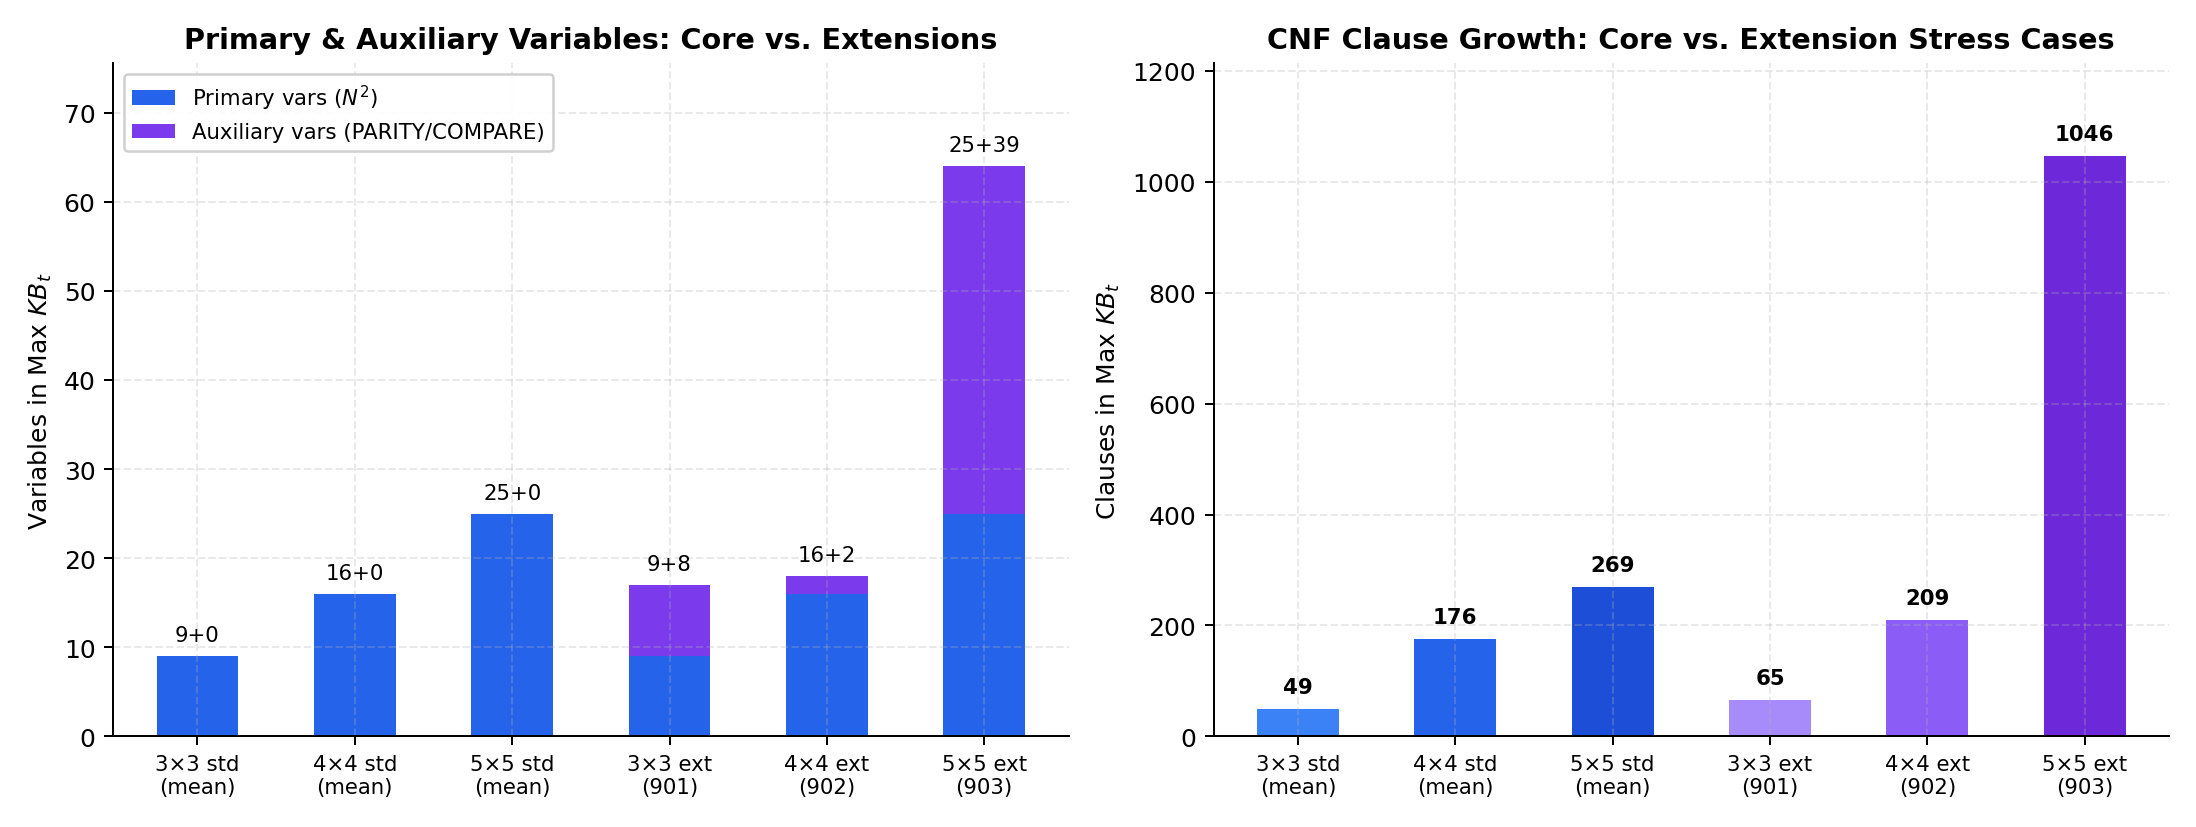 Primary & Auxiliary Variables: Core vs. Extensions
Primary vars (N²)
Auxiliary vars (PARITY/COMPARE)
Variables in Max KBₜ
70
60
50
40
30
20
10
0
9+0
16+0
25+0
9+8
16+2
25+39
3×3 std
(mean)
4×4 std
(mean)
5×5 std
(mean)
3×3 ext
(901)
4×4 ext
(902)
5×5 ext
(903)
CNF Clause Growth: Core vs. Extension Stress Cases
Clauses in Max KBₜ
1200
1000
800
600
400
200
0
49
176
269
65
209
1046
3×3 std
(mean)
4×4 std
(mean)
5×5 std
(mean)
3×3 ext
(901)
4×4 ext
(902)
5×5 ext
(903)